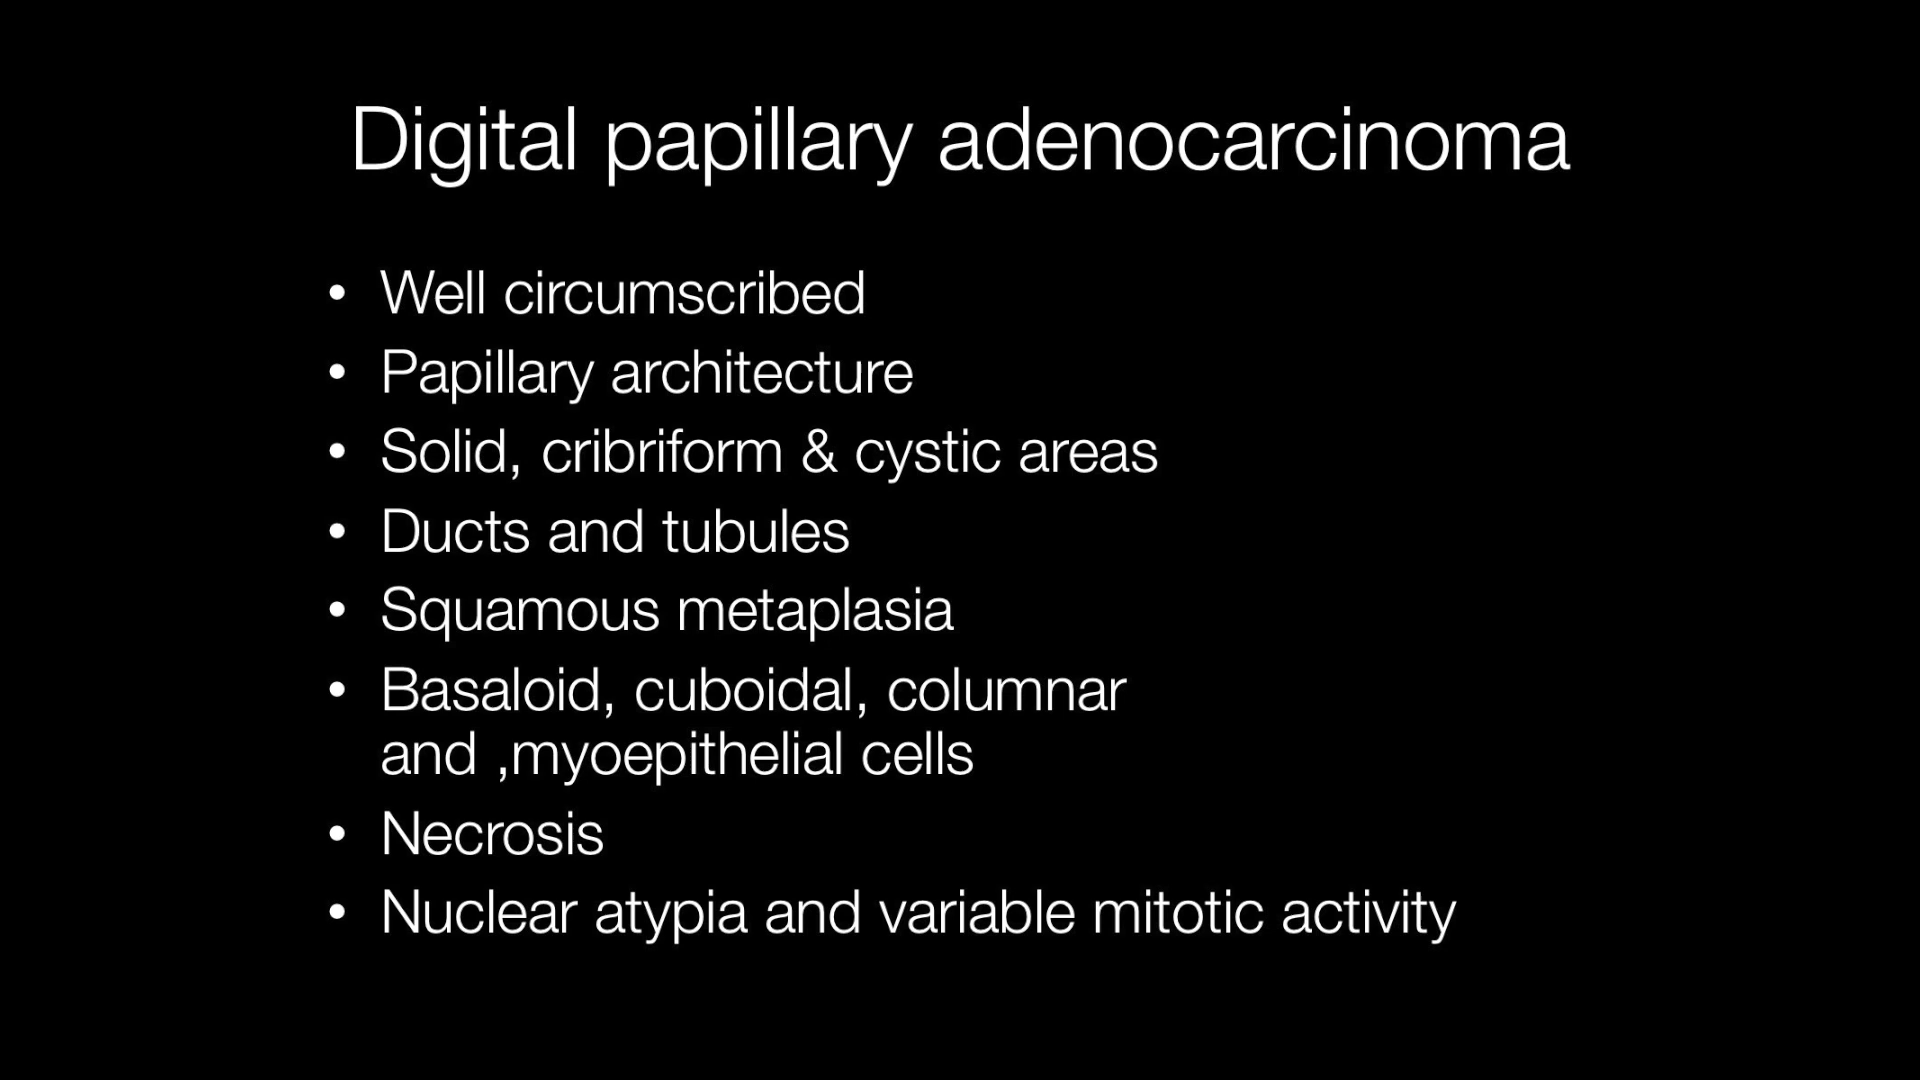 Digital papillary adenocarcinoma
• Well circumscribed
• Papillary architecture
• Solid, cribriform & cystic areas
• Ducts and tubules
• Squamous metaplasia
• Basaloid, cuboidal, columnar
and ,myoepithelial cells
• Necrosis
• Nuclear atypia and variable mitotic activity